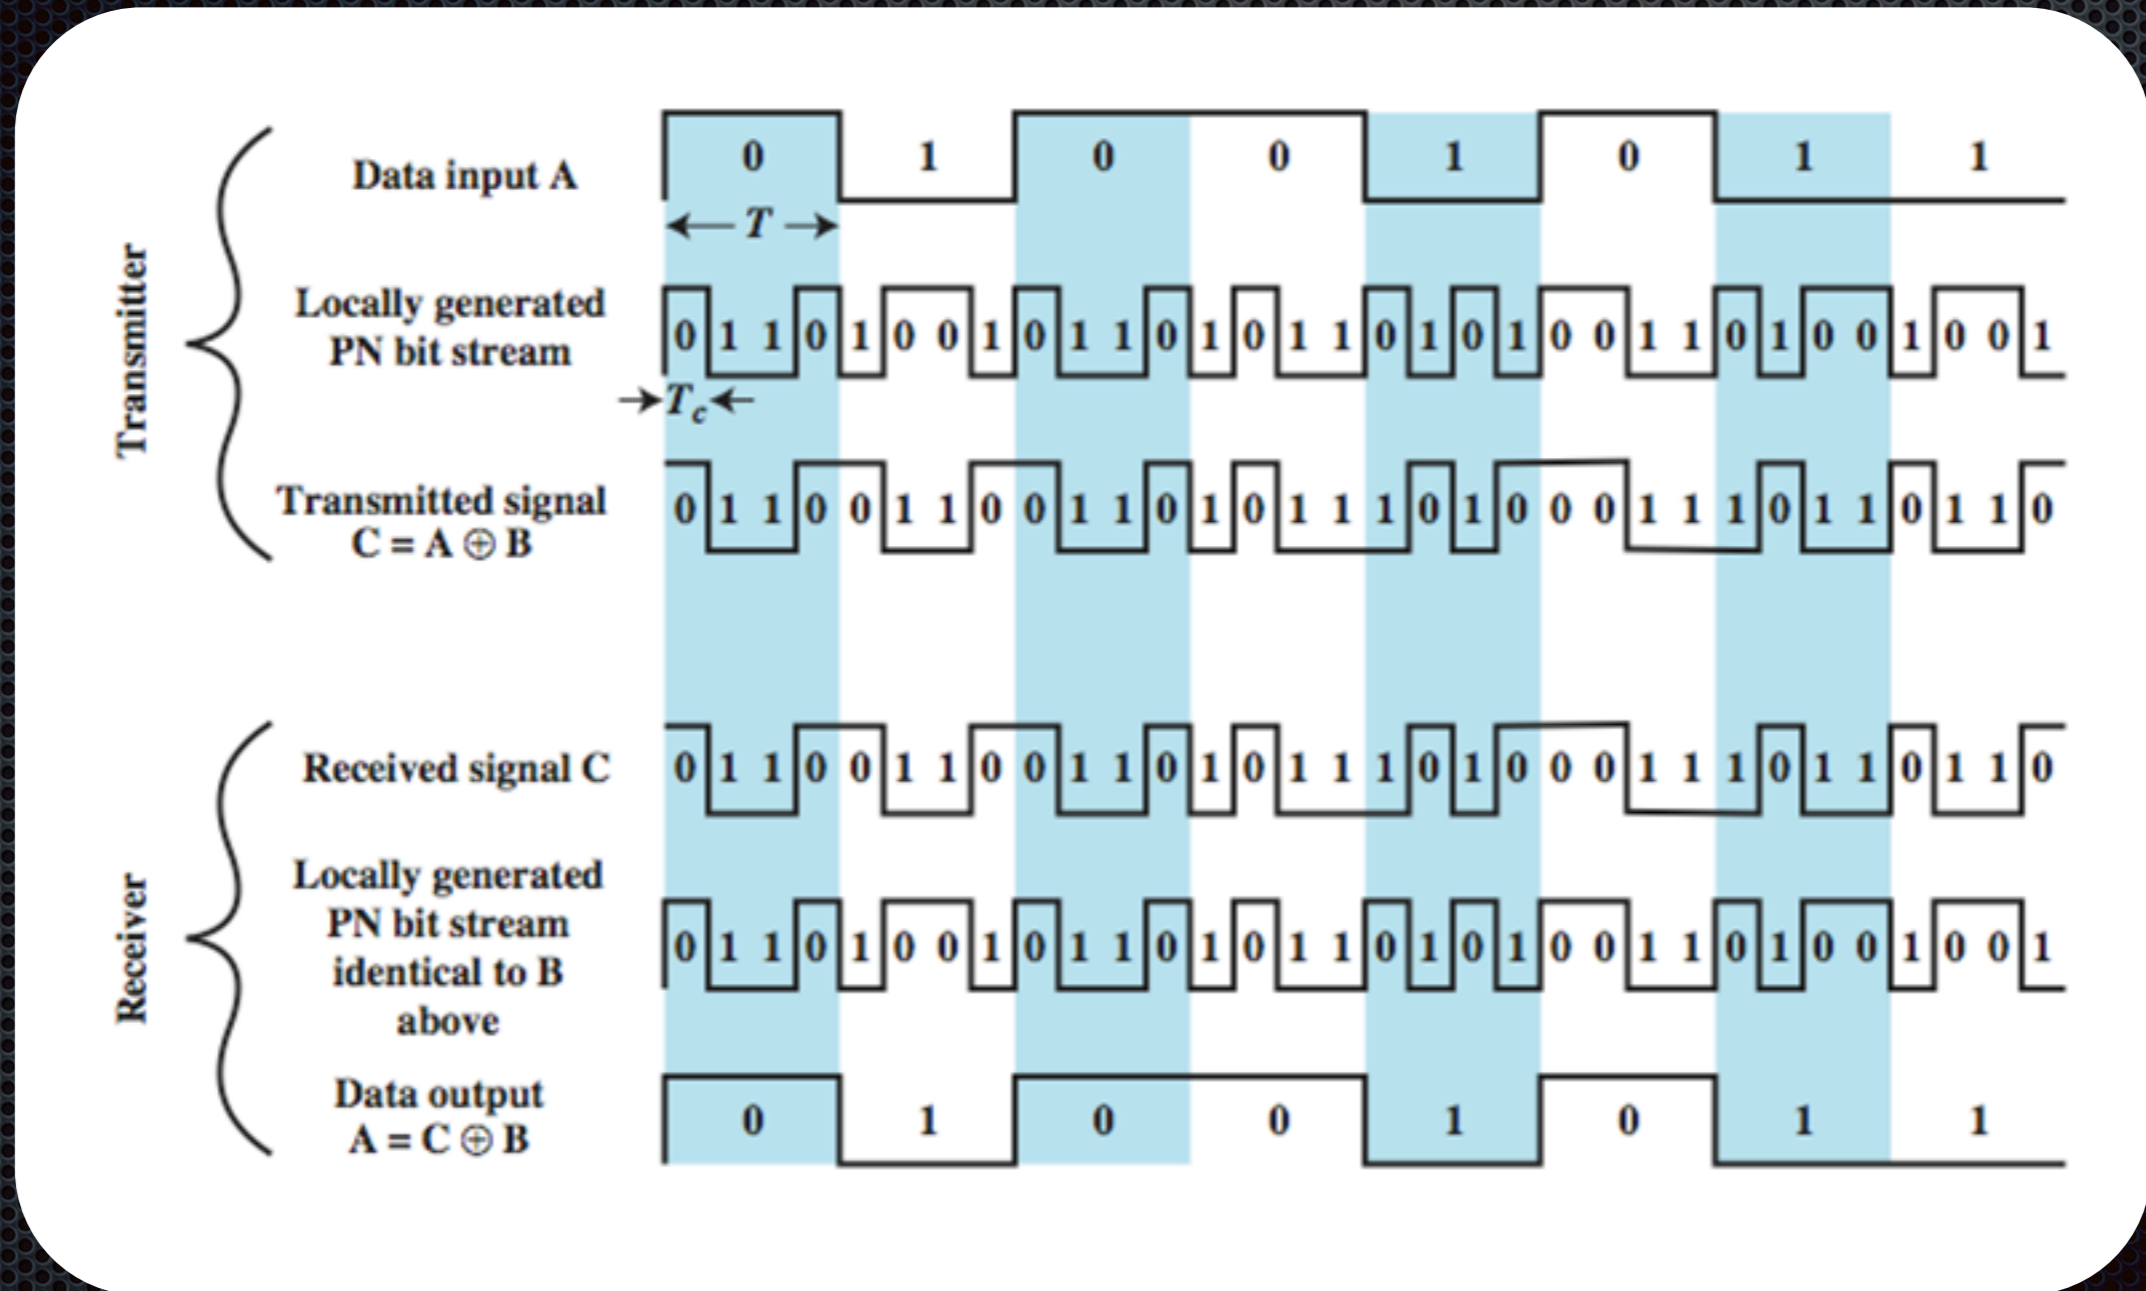 Transmitter
Data input A
0 1 0 0 1 0 1 1
T
Locally generated
PN bit stream
0 1 1 0 1 0 0 1 0 1 1 0 1 0 1 1 0 1 0 1 0 0 1 1 0 1 0 0 1 0 0 1
Tc
Transmitted signal
C = A ⊕ B
0 1 1 0 0 1 1 0 0 1 1 0 1 0 1 1 1 0 1 0 0 0 1 1 1 0 1 1 0 1 1 0
Receiver
Received signal C
0 1 1 0 0 1 1 0 0 1 1 0 1 0 1 1 1 0 1 0 0 0 1 1 1 0 1 1 0 1 1 0
Locally generated
PN bit stream
identical to B
above
0 1 1 0 1 0 0 1 0 1 1 0 1 0 1 1 0 1 0 1 0 0 1 1 0 1 0 0 1 0 0 1
Data output
A = C ⊕ B
0 1 0 0 1 0 1 1